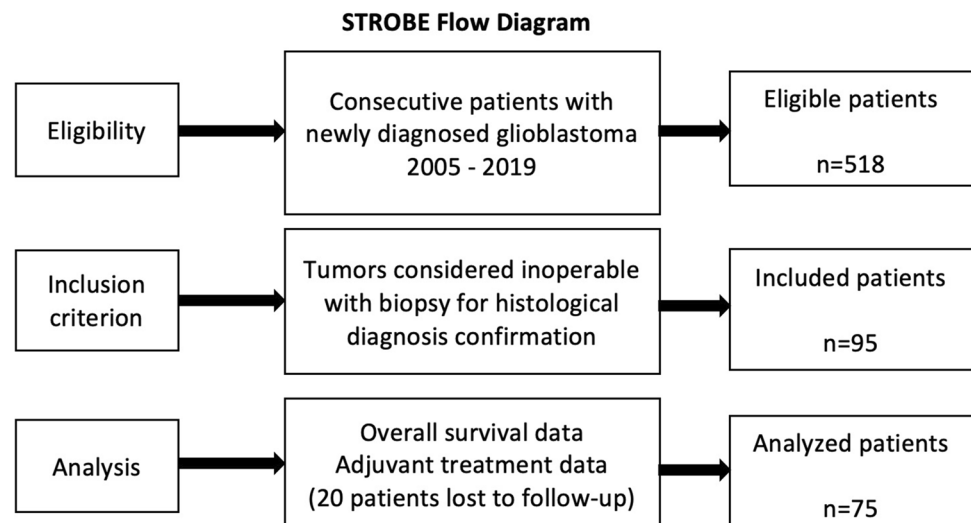 STROBE Flow Diagram
Eligibility
Consecutive patients with
newly diagnosed glioblastoma
2005 - 2019
Eligible patients
n=518
Inclusion
criterion
Tumors considered inoperable
with biopsy for histological
diagnosis confirmation
Included patients
n=95
Analysis
Overall survival data
Adjuvant treatment data
(20 patients lost to follow-up)
Analyzed patients
n=75